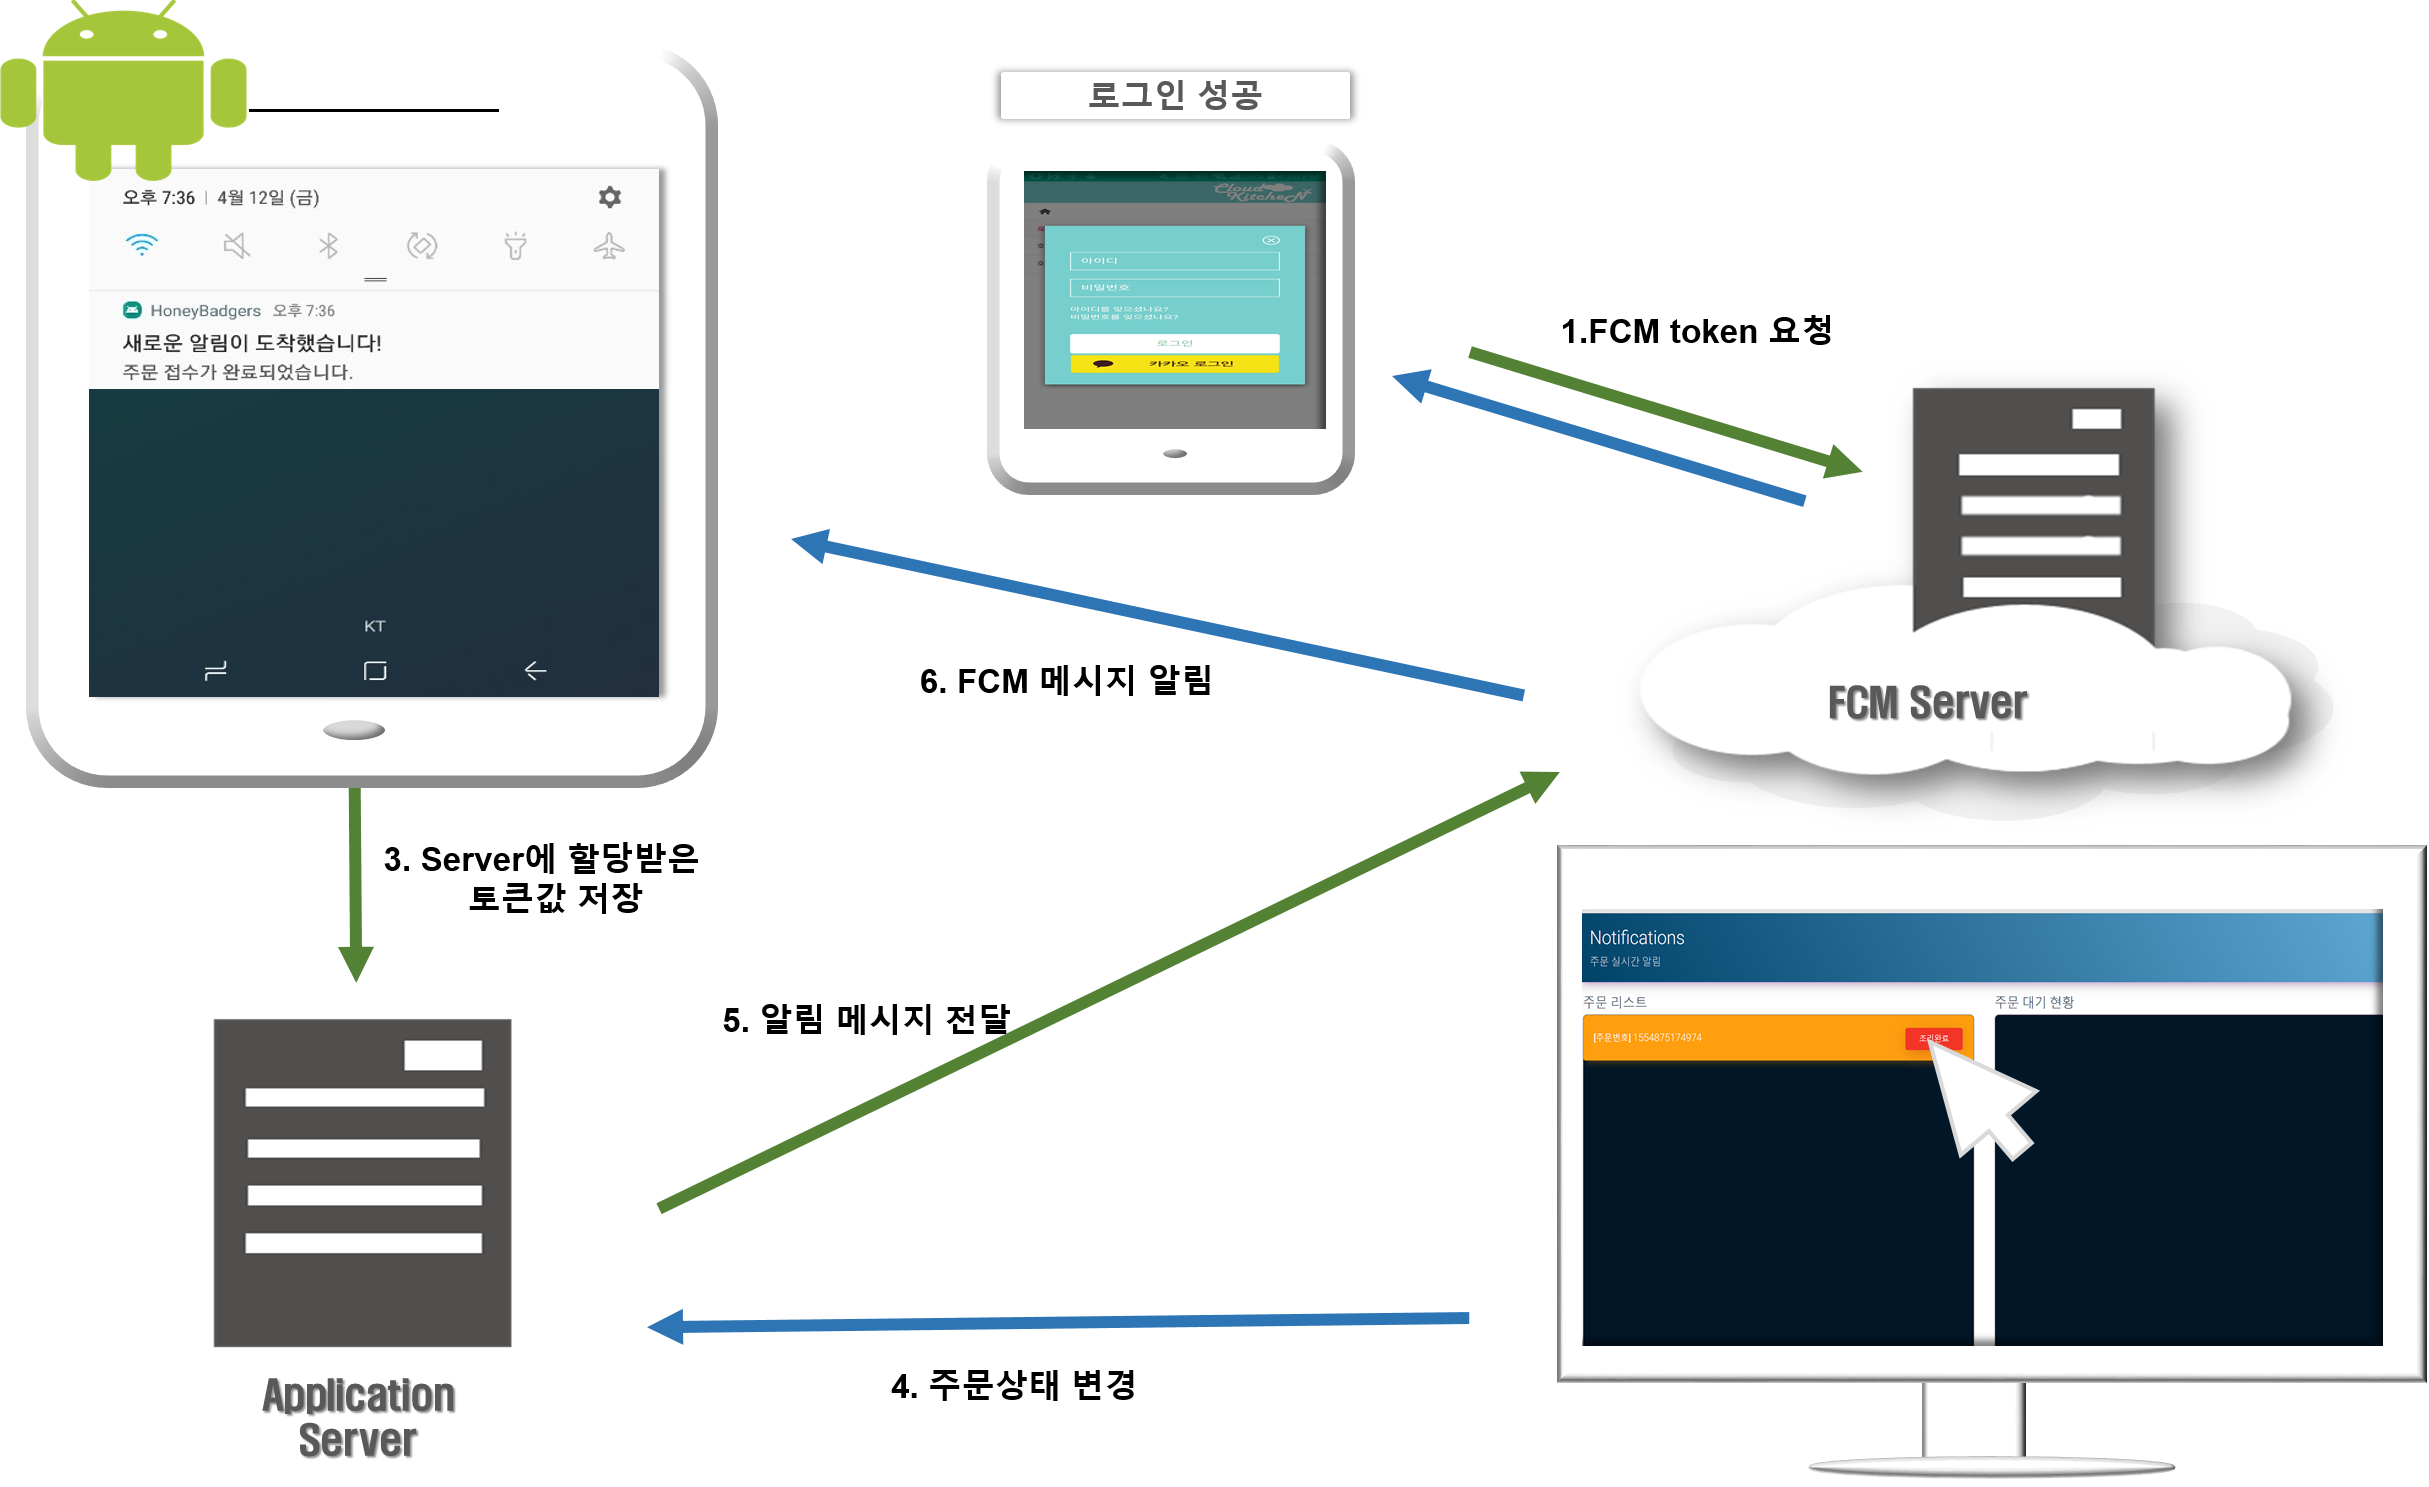 로그인 성공
오후 7:36 | 4월 12일 (금)
HoneyBadgers 오후 7:36
새로운 알림이 도착했습니다!
주문 접수가 완료되었습니다.
KT
Cloud
KitcheN
아이디
비밀번호
아이디를 잊으셨나요?
비밀번호를 잊으셨나요?
로그인
카카오 로그인
1.FCM token 요청
6. FCM 메시지 알림
FCM Server
3. Server에 할당받은
토큰값 저장
5. 알림 메시지 전달
Notifications
주문 실시간 알림
주문 리스트
주문 대기 현황
[주문번호] 1554875174974
조리완료
4. 주문상태 변경
Application
Server